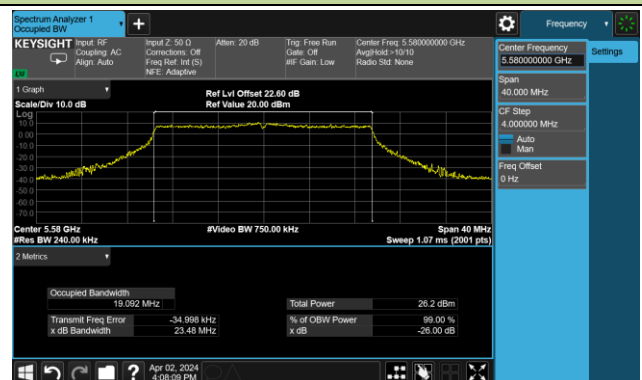 Spectrum Analyzer 1
Occupied BW
+
Frequency
KEYSIGHT Input: RF Input Z: 50 Ω Atten: 20 dB Trig: Free Run Center Freq: 5.580000000 GHz
Coupling: AC Corrections: Off Gate: Off Avg|Hold:>10/10
Align: Auto Freq Ref: Int (S) #IF Gain: Low Radio Std: None
NFE: Adaptive
Center Frequency
5.580000000 GHz
Settings
Span
40.000 MHz
CF Step
4.000000 MHz
Auto
Man
Freq Offset
0 Hz
1 Graph
Ref Lvl Offset 22.60 dB
Scale/Div 10.0 dB Ref Value 20.00 dBm
Log
10.0
0.00
-10.0
-20.0
-30.0
-40.0
-50.0
-60.0
-70.0
Center 5.58 GHz #Video BW 750.00 kHz Span 40 MHz
#Res BW 240.00 kHz Sweep 1.07 ms (2001 pts)
2 Metrics
Occupied Bandwidth
19.092 MHz Total Power 26.2 dBm
Transmit Freq Error -34.998 kHz % of OBW Power 99.00 %
x dB Bandwidth 23.48 MHz x dB -26.00 dB
? Apr 02, 2024
4:08:09 PM